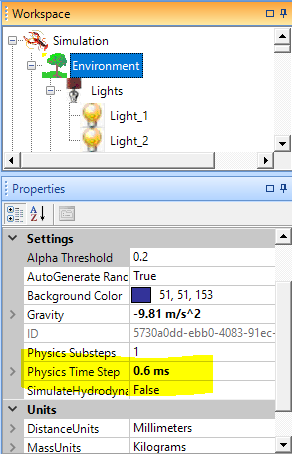 Workspace
Simulation
Environment
Lights
Light_1
Light_2
Properties
Settings
Alpha Threshold 0.2
AutoGenerate Ranc True
Background Color 51, 51, 153
Gravity -9.81 m/s^2
ID 5730a0dd-ebb0-4083-91ec-
Physics Substeps 1
Physics Time Step 0.6 ms
SimulateHydrodyna False
Units
DistanceUnits Millimeters
MassUnits Kilograms